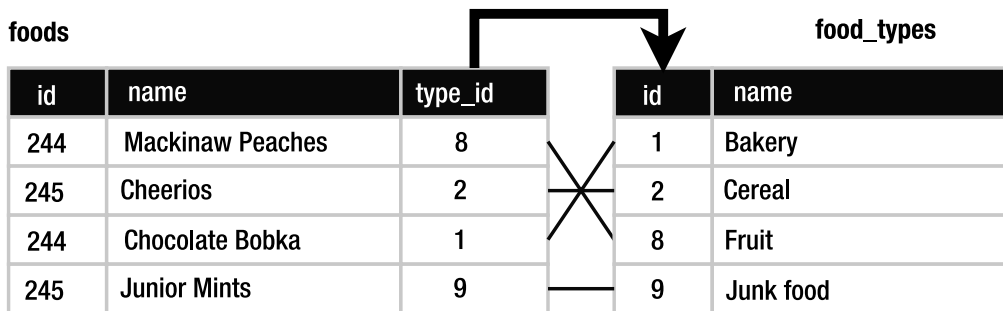 foods
food_types
id name type_id
id name
244 Mackinaw Peaches 8
1 Bakery
245 Cheerios 2
2 Cereal
244 Chocolate Bobka 1
8 Fruit
245 Junior Mints 9
9 Junk food